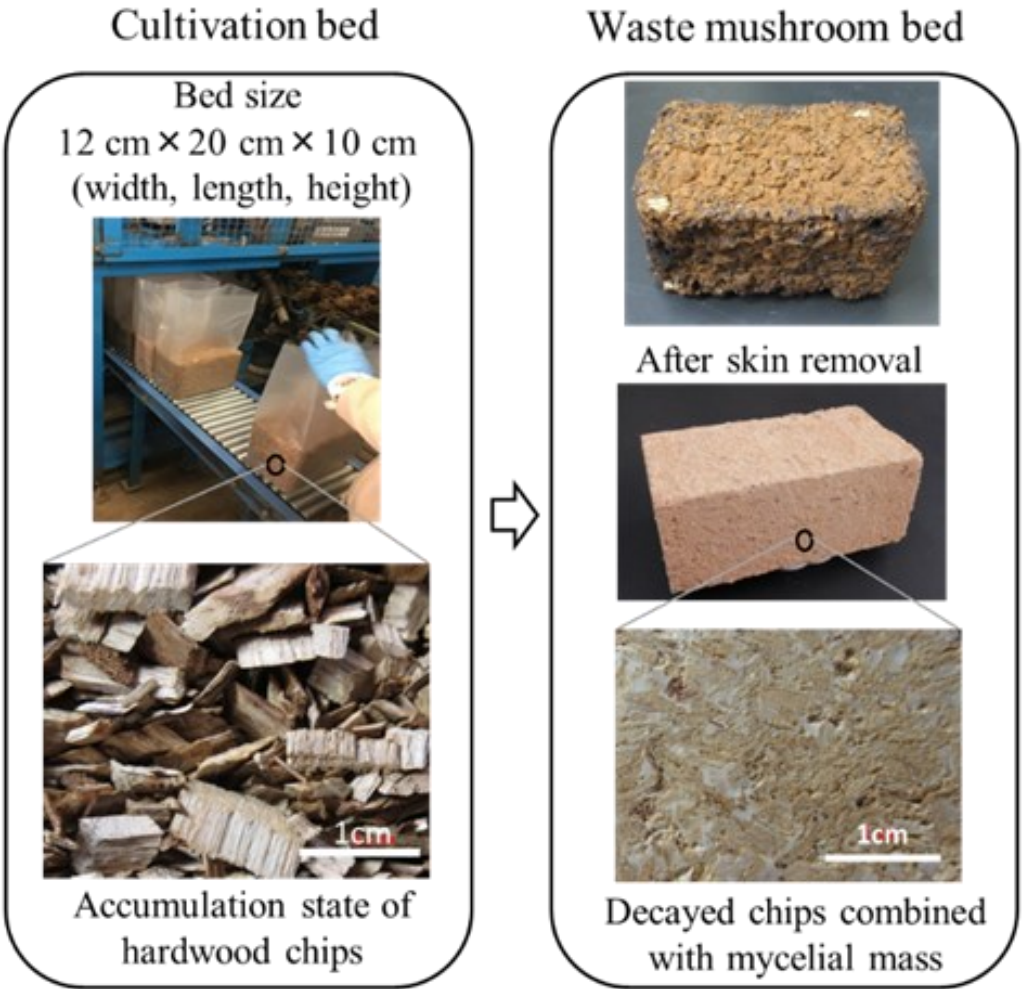 Cultivation bed
Bed size
12 cm × 20 cm × 10 cm
(width, length, height)
1cm
Accumulation state of
hardwood chips
Waste mushroom bed
After skin removal
1cm
Decayed chips combined
with mycelial mass